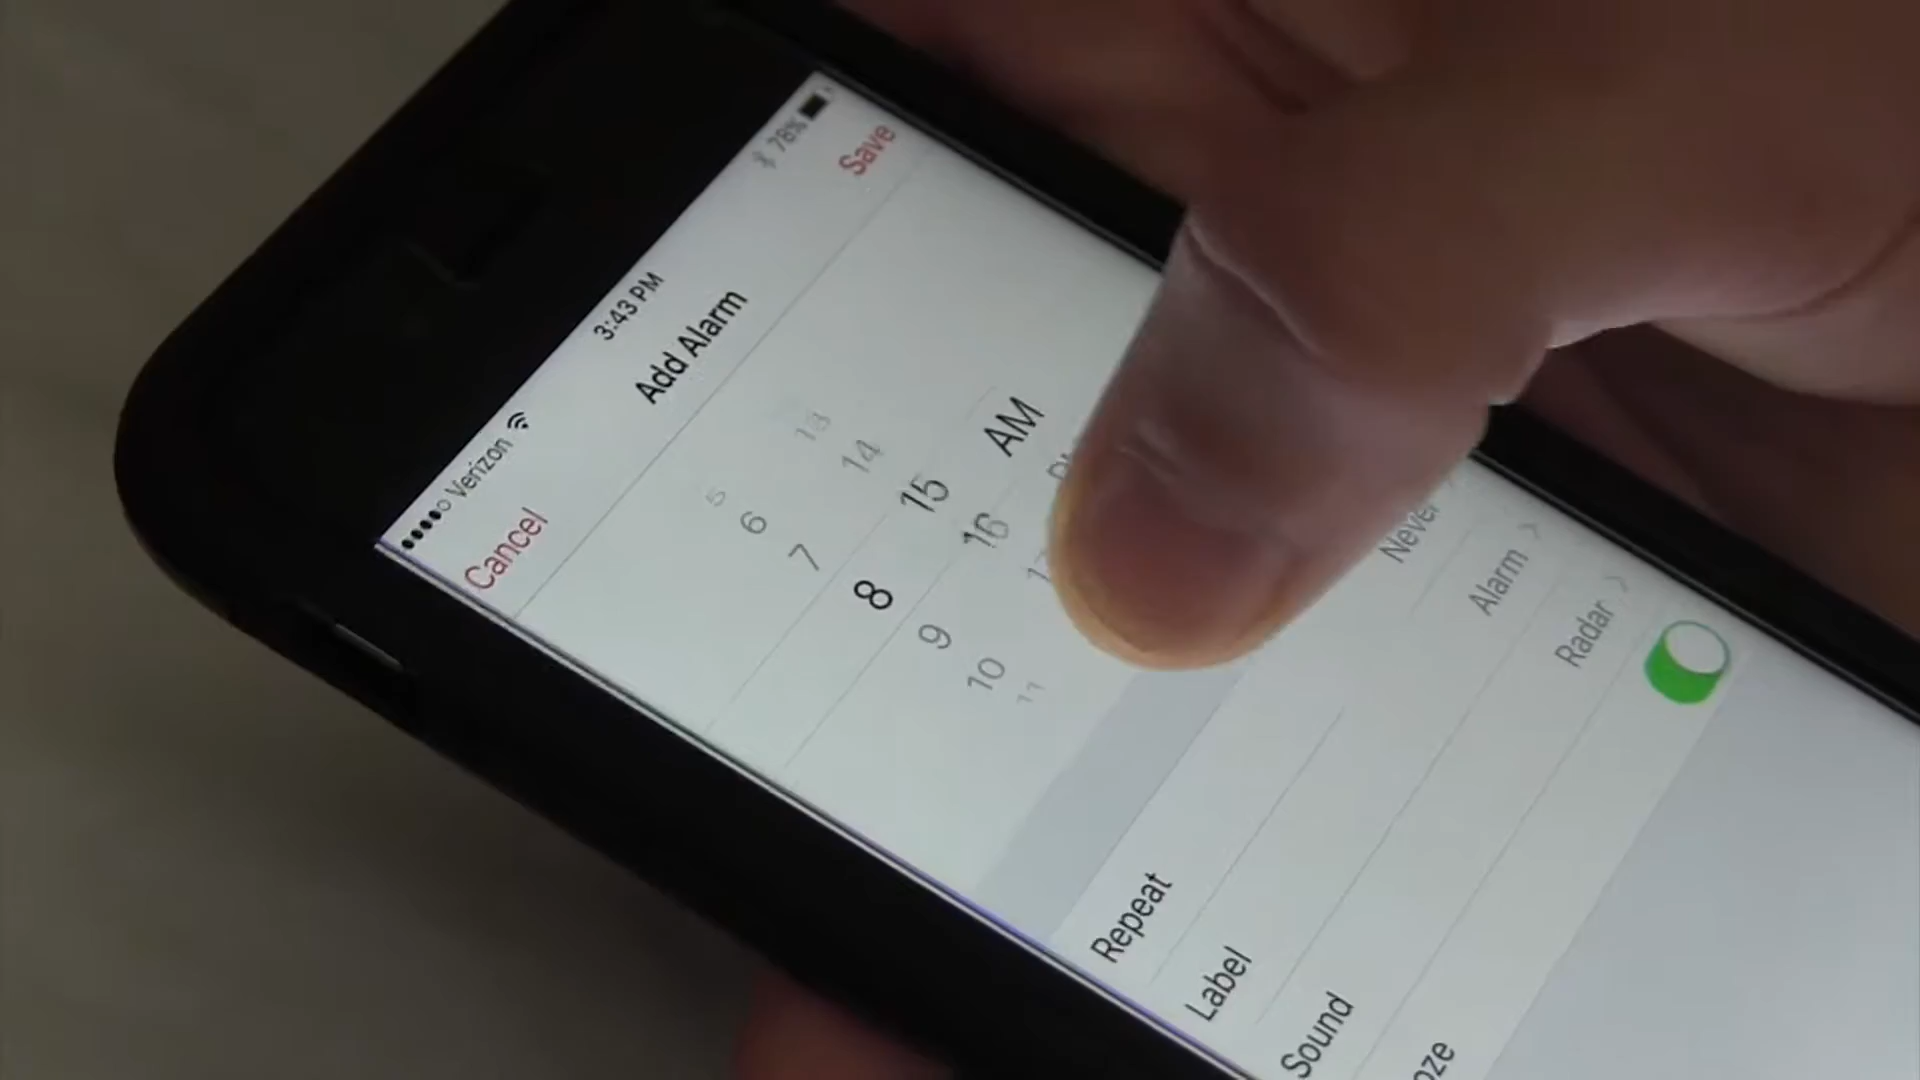 Verizon 3:43 PM 78%
Cancel Add Alarm Save
5
6 13
7 14
8 15 AM
9 16
10
11
Repeat Never
Label Alarm
Sound Radar